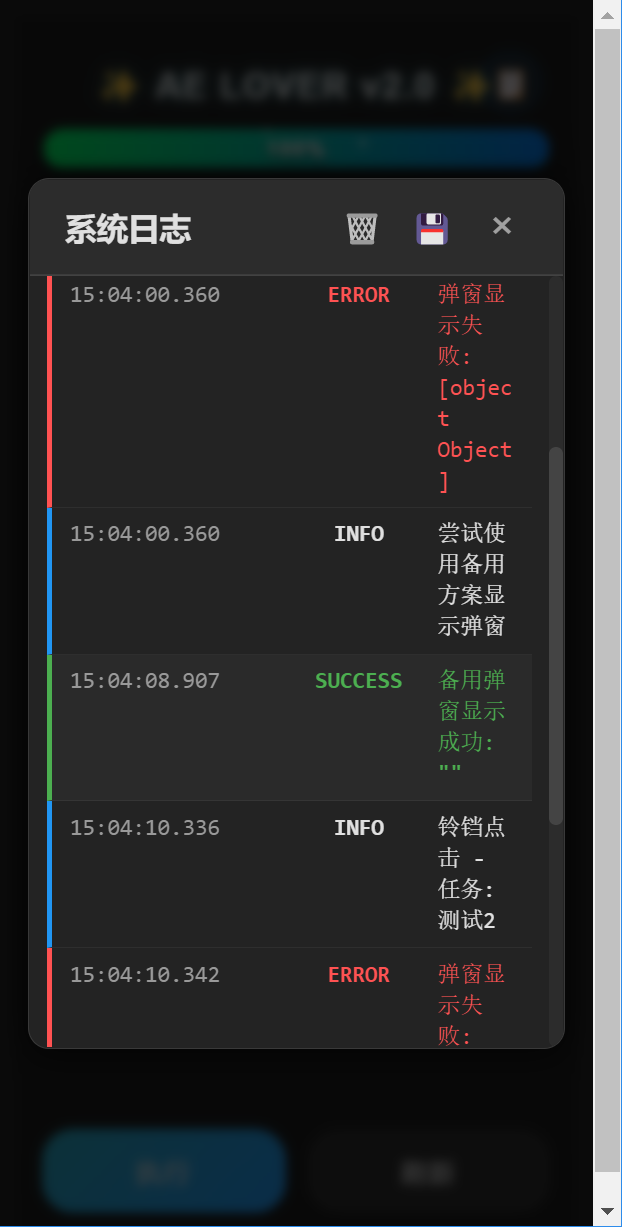 AE LOVER v2.0
系统日志
15:04:00.360 ERROR 弹窗显
示失
败:
[objec
t
Object
]
15:04:00.360 INFO 尝试使
用备用
方案显
示弹窗
15:04:08.907 SUCCESS 备用弹
窗显示
成功:
""
15:04:10.336 INFO 铃铛点
击 -
任务:
测试2
15:04:10.342 ERROR 弹窗显
示失
败: